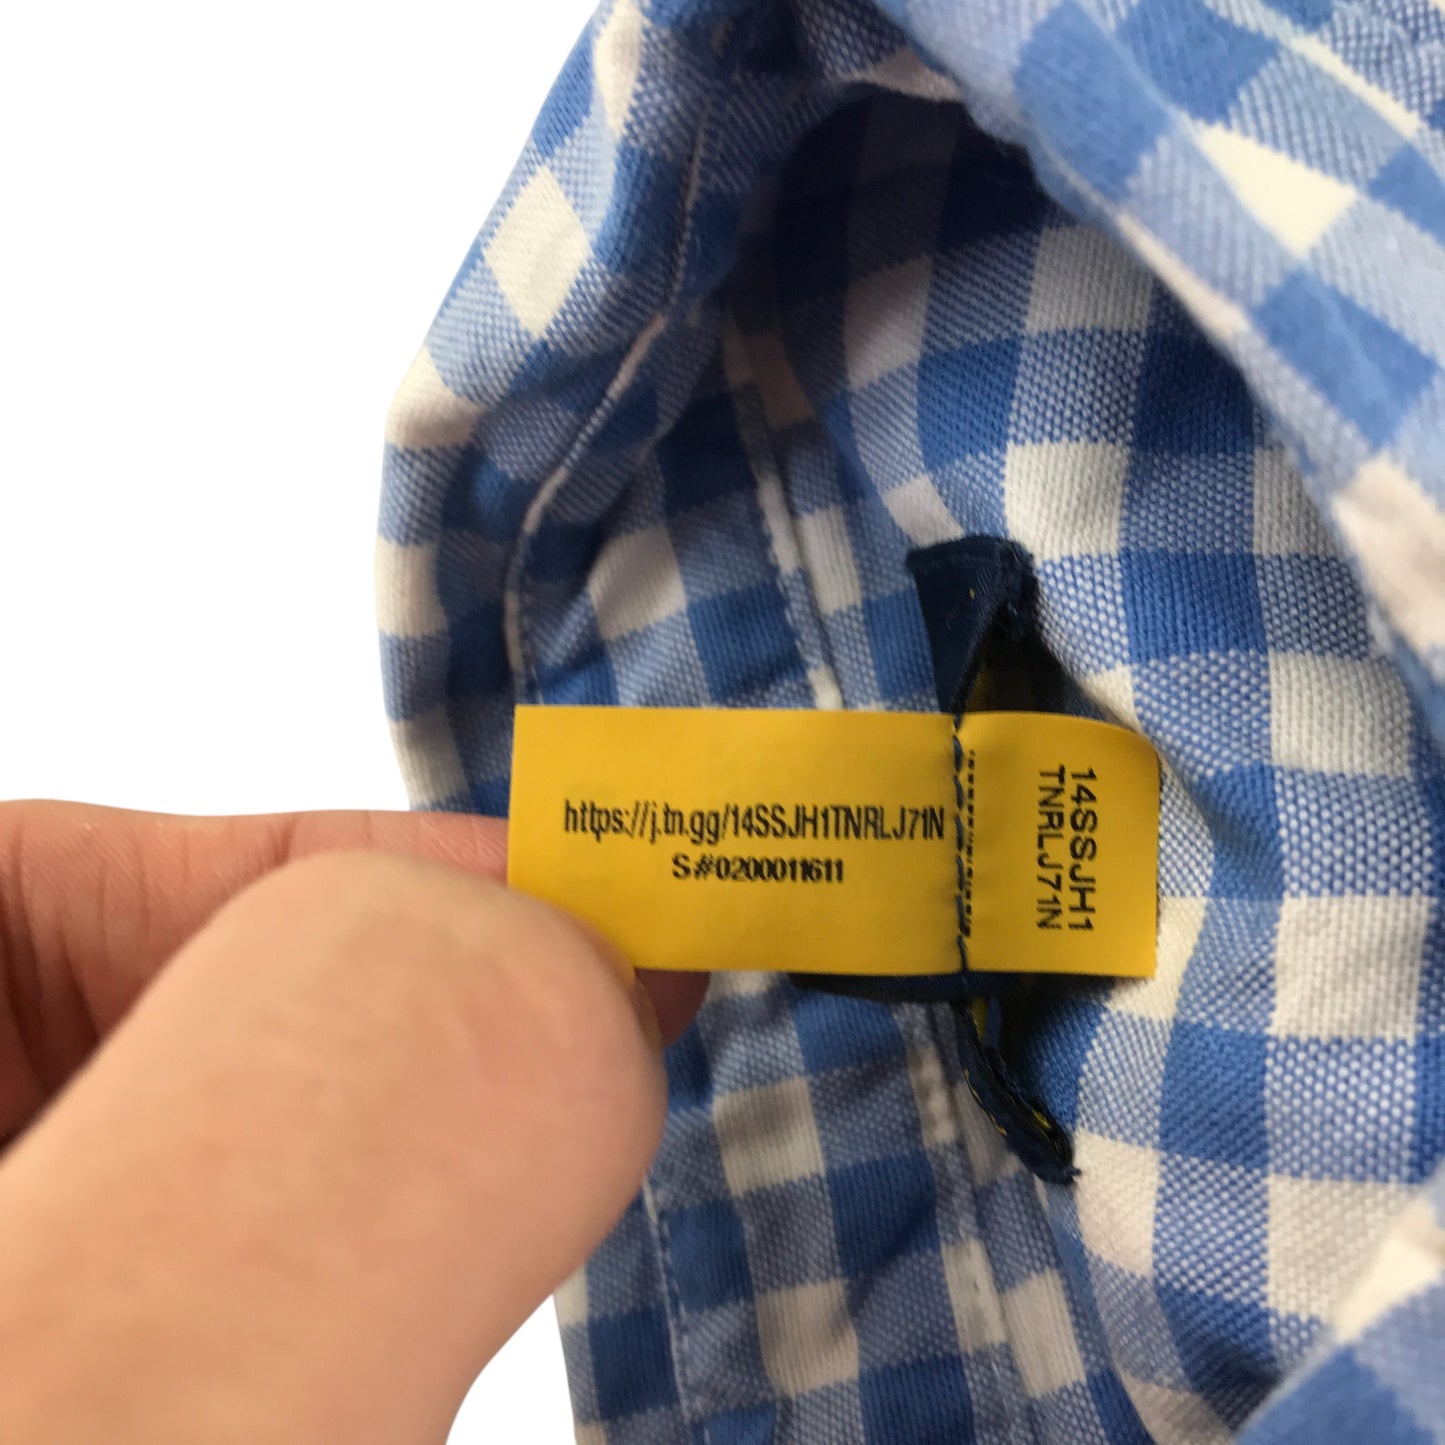 https://j.tn.gg/14SSJH1TNRLJ71N
S#0200011611
14SSJH1
TNRLJ71N